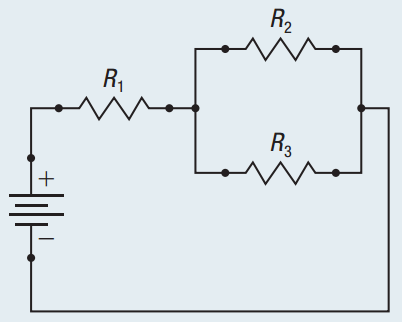 R₂
R₁
R₃
+
−